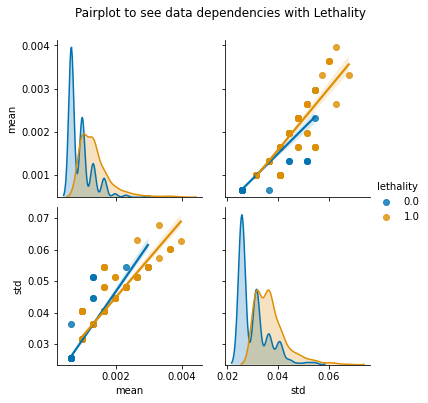 Pairplot to see data dependencies with Lethality
0.004
0.003
0.002
0.001
mean
lethality
0.0
1.0
0.07
0.06
0.05
0.04
0.03
std
0.002 0.004
mean
0.02 0.04 0.06
std